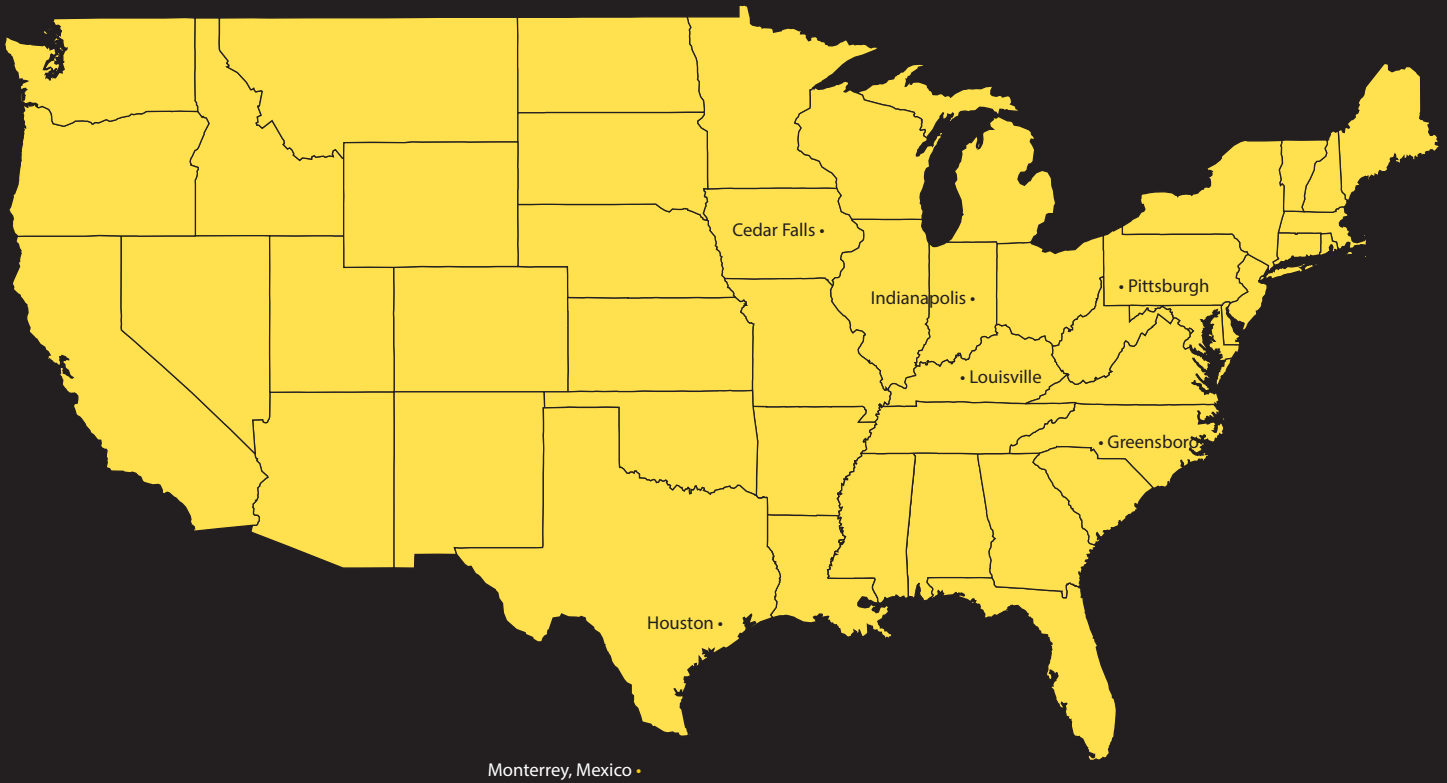 Cedar Falls •
• Pittsburgh
Indianapolis •
• Louisville
• Greensboro
Houston •
Monterrey, Mexico •